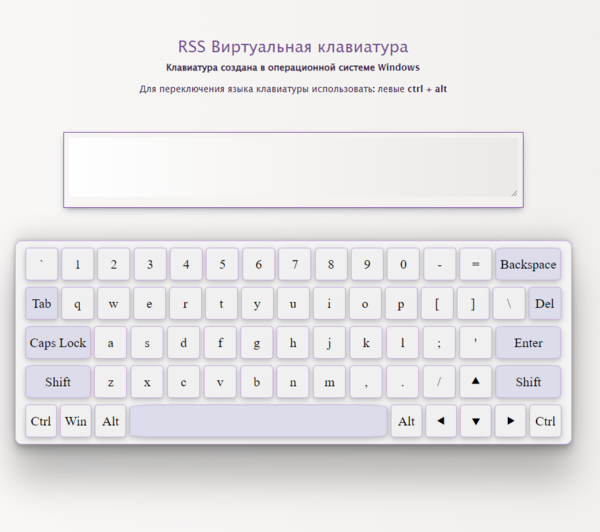 RSS Виртуальная клавиатура
Клавиатура создана в операционной системе Windows
Для переключения языка клавиатуры использовать: левые ctrl + alt
` 1 2 3 4 5 6 7 8 9 0 - = Backspace
Tab q w e r t y u i o p [ ] \ Del
Caps Lock a s d f g h j k l ; ' Enter
Shift z x c v b n m , . / ▲ Shift
Ctrl Win Alt Alt ◄ ▼ ► Ctrl